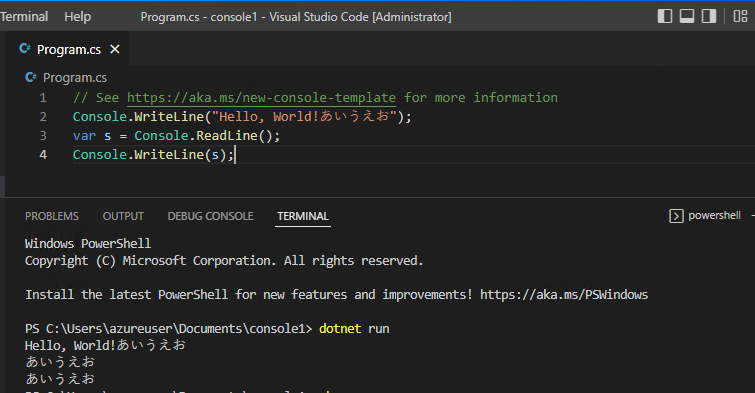 Terminal Help Program.cs - console1 - Visual Studio Code [Administrator]
C# Program.cs
C# Program.cs
1 // See https://aka.ms/new-console-template for more information
2 Console.WriteLine("Hello, World!あいうえお");
3 var s = Console.ReadLine();
4 Console.WriteLine(s);
PROBLEMS OUTPUT DEBUG CONSOLE TERMINAL powershell
Windows PowerShell
Copyright (C) Microsoft Corporation. All rights reserved.
Install the latest PowerShell for new features and improvements! https://aka.ms/PSWindows
PS C:\Users\azureuser\Documents\console1> dotnet run
Hello, World!あいうえお
あいうえお
あいうえお